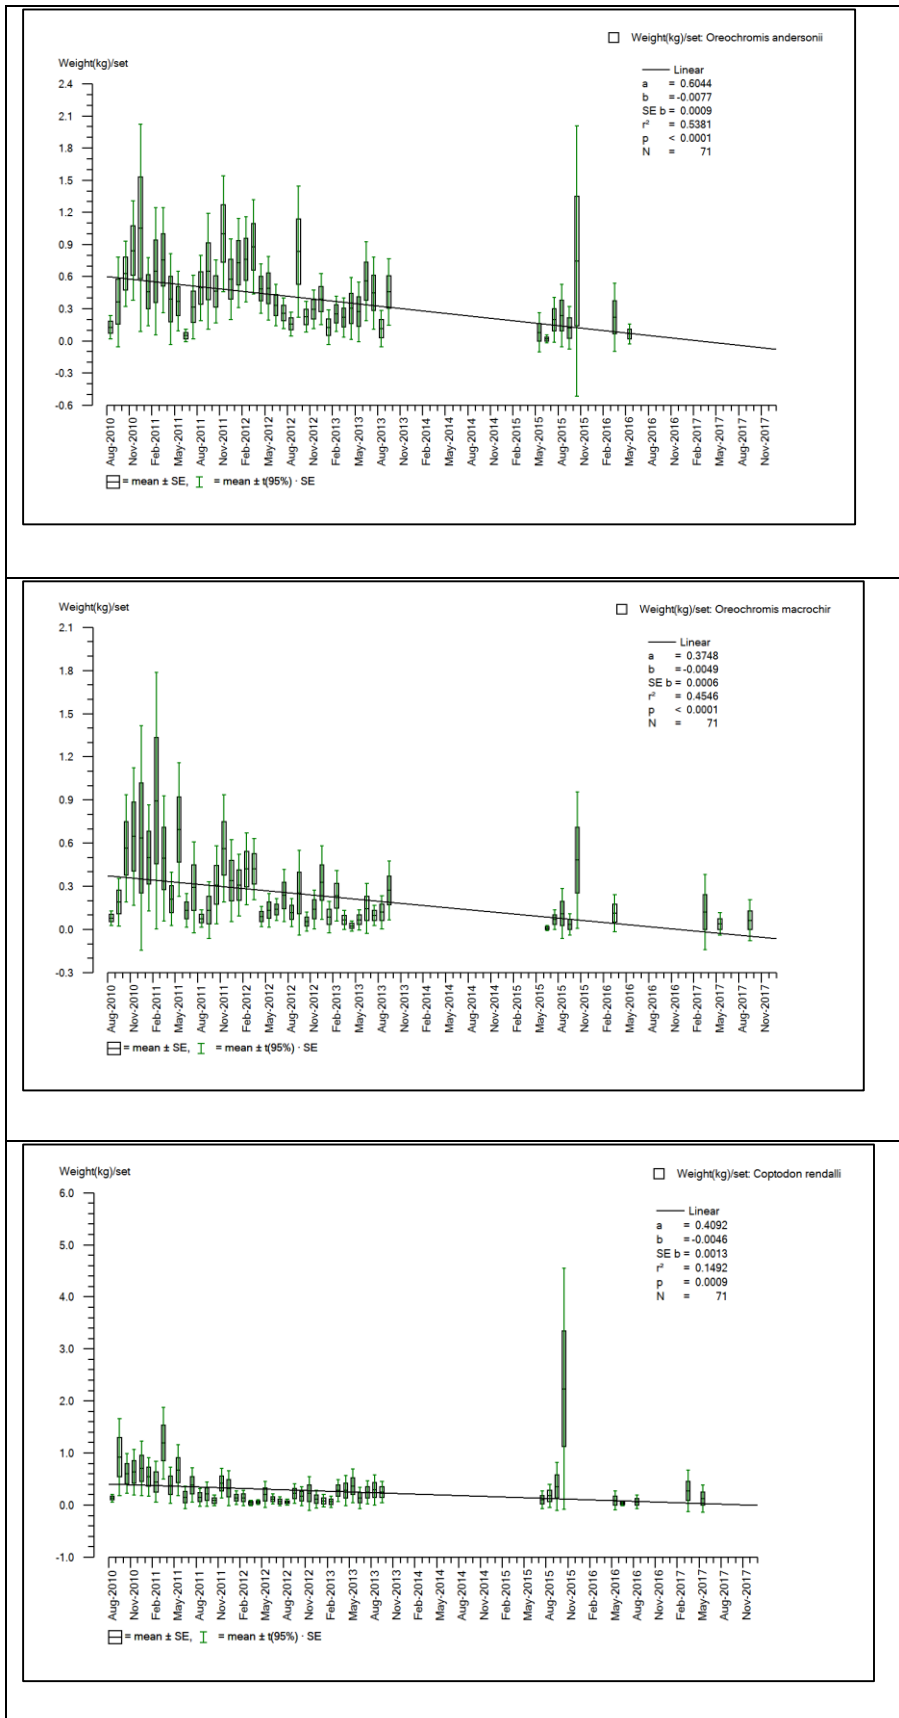 Weight(kg)/set: Oreochromis andersonii
Weight(kg)/set
Linear
a = 0.6044
b =-0.0077
SE b = 0.0009
r² = 0.5381
p < 0.0001
N = 71
2.4
2.1
1.8
1.5
1.2
0.9
0.6
0.3
0.0
-0.3
-0.6
Aug-2010
Nov-2010
Feb-2011
May-2011
Aug-2011
Nov-2011
Feb-2012
May-2012
Aug-2012
Nov-2012
Feb-2013
May-2013
Aug-2013
Nov-2013
Feb-2014
May-2014
Aug-2014
Nov-2014
Feb-2015
May-2015
Aug-2015
Nov-2015
Feb-2016
May-2016
Aug-2016
Nov-2016
Feb-2017
May-2017
Aug-2017
Nov-2017
= mean ± SE, = mean ± t(95%) · SE
Weight(kg)/set
Weight(kg)/set: Oreochromis macrochir
Linear
a = 0.3748
b =-0.0049
SE b = 0.0006
r² = 0.4546
p < 0.0001
N = 71
2.1
1.8
1.5
1.2
0.9
0.6
0.3
0.0
-0.3
Aug-2010
Nov-2010
Feb-2011
May-2011
Aug-2011
Nov-2011
Feb-2012
May-2012
Aug-2012
Nov-2012
Feb-2013
May-2013
Aug-2013
Nov-2013
Feb-2014
May-2014
Aug-2014
Nov-2014
Feb-2015
May-2015
Aug-2015
Nov-2015
Feb-2016
May-2016
Aug-2016
Nov-2016
Feb-2017
May-2017
Aug-2017
Nov-2017
= mean ± SE, = mean ± t(95%) · SE
Weight(kg)/set
Weight(kg)/set: Coptodon rendalli
Linear
a = 0.4092
b =-0.0046
SE b = 0.0013
r² = 0.1492
p = 0.0009
N = 71
6.0
5.0
4.0
3.0
2.0
1.0
0.0
-1.0
Aug-2010
Nov-2010
Feb-2011
May-2011
Aug-2011
Nov-2011
Feb-2012
May-2012
Aug-2012
Nov-2012
Feb-2013
May-2013
Aug-2013
Nov-2013
Feb-2014
May-2014
Aug-2014
Nov-2014
Feb-2015
May-2015
Aug-2015
Nov-2015
Feb-2016
May-2016
Aug-2016
Nov-2016
Feb-2017
May-2017
Aug-2017
Nov-2017
= mean ± SE, = mean ± t(95%) · SE